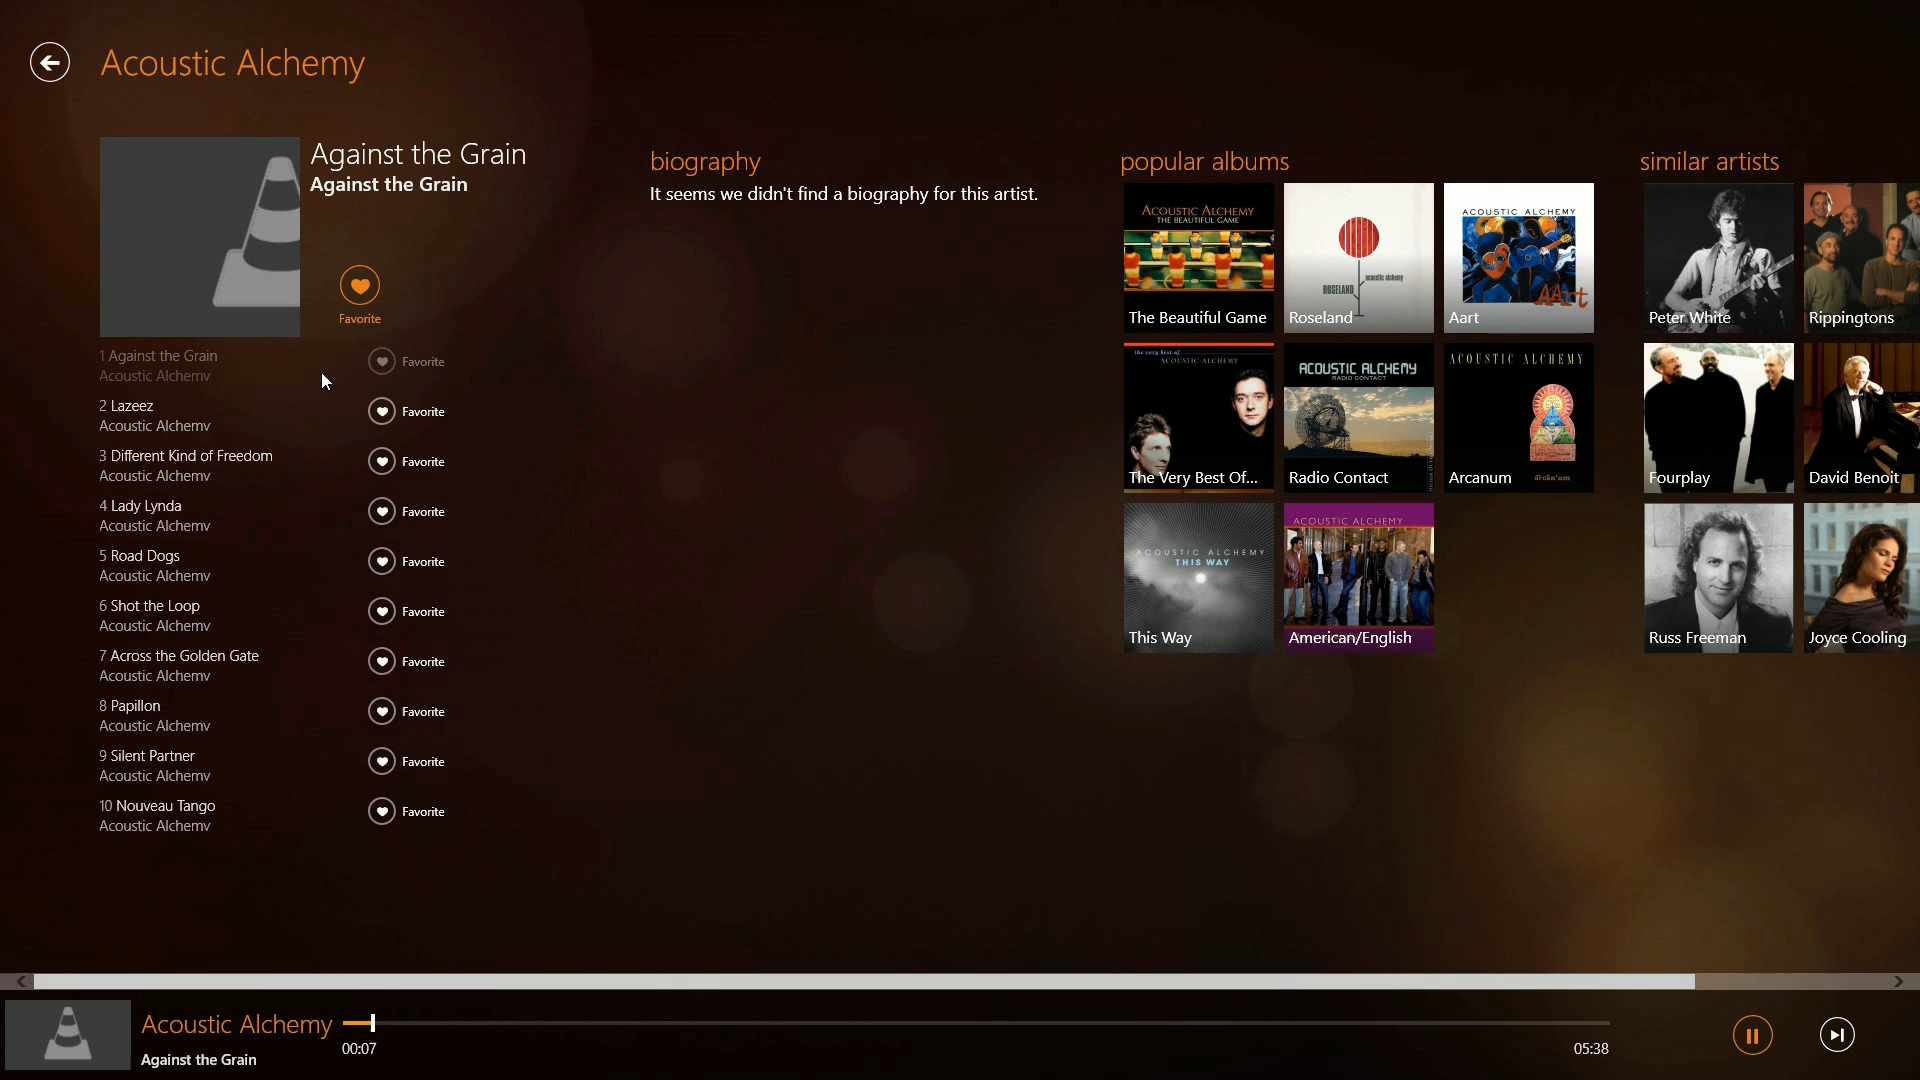 Acoustic Alchemy
Against the Grain
Against the Grain
Favorite
1 Against the Grain
Acoustic Alchemy
Favorite
2 Lazeez
Acoustic Alchemy
Favorite
3 Different Kind of Freedom
Acoustic Alchemy
Favorite
4 Lady Lynda
Acoustic Alchemy
Favorite
5 Road Dogs
Acoustic Alchemy
Favorite
6 Shot the Loop
Acoustic Alchemy
Favorite
7 Across the Golden Gate
Acoustic Alchemy
Favorite
8 Papillon
Acoustic Alchemy
Favorite
9 Silent Partner
Acoustic Alchemy
Favorite
10 Nouveau Tango
Acoustic Alchemy
Favorite
biography
It seems we didn't find a biography for this artist.
popular albums
ACOUSTIC ALCHEMY
THE BEAUTIFUL GAME
The Beautiful Game
acoustic alchemy
ROSELAND
Roseland
ACOUSTIC ALCHEMY
AArt
Aart
the very best of
ACOUSTIC ALCHEMY
The Very Best Of...
ACOUSTIC ALCHEMY
RADIO CONTACT
Radio Contact
ACOUSTIC ALCHEMY
Arcanum
ACOUSTIC ALCHEMY
THIS WAY
This Way
ACOUSTIC ALCHEMY
American/English
similar artists
Peter White
Rippingtons
Fourplay
David Benoit
Russ Freeman
Joyce Cooling
Acoustic Alchemy
Against the Grain
00:07
05:38